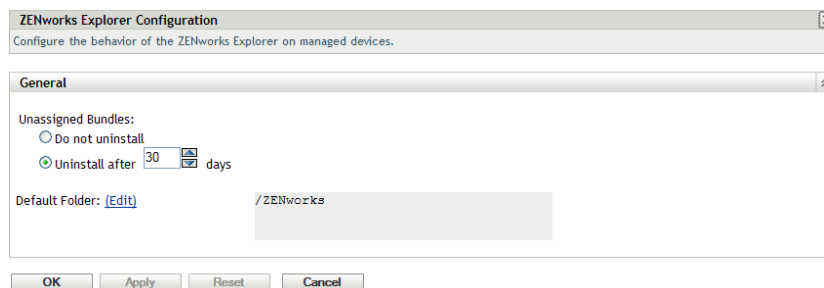 ZENworks Explorer Configuration
Configure the behavior of the ZENworks Explorer on managed devices.
General
Unassigned Bundles:
Do not uninstall
Uninstall after 30 days
Default Folder: (Edit) /ZENworks
OK Apply Reset Cancel